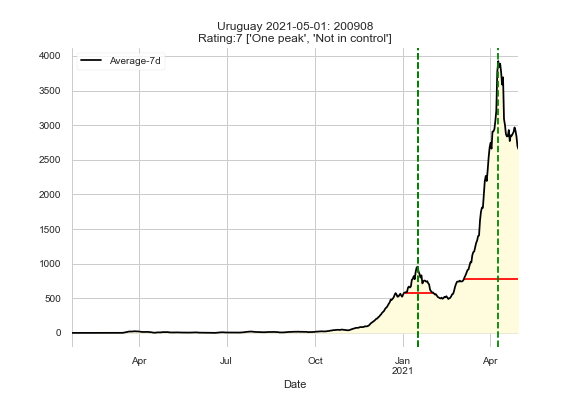 Uruguay 2021-05-01: 200908
Rating:7 ['One peak', 'Not in control']
Average-7d
4000
3500
3000
2500
2000
1500
1000
500
0
Apr
Jul
Oct
Jan
2021
Apr
Date